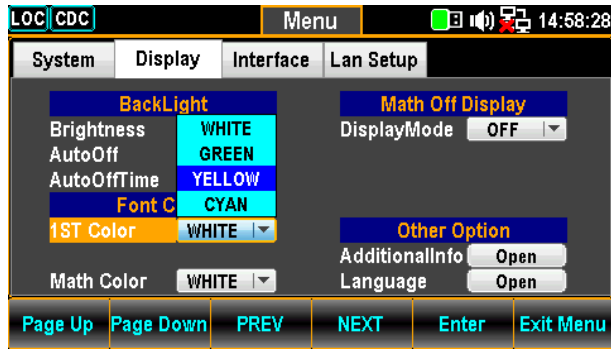 LOC CDC Menu 14:58:28
System Display Interface Lan Setup
BackLight
Brightness
AutoOff
AutoOffTime
WHITE
GREEN
YELLOW
CYAN
Font C
1ST Color WHITE
Math Color WHITE
Math Off Display
DisplayMode OFF
Other Option
AdditionalInfo Open
Language Open
Page Up Page Down PREV NEXT Enter Exit Menu